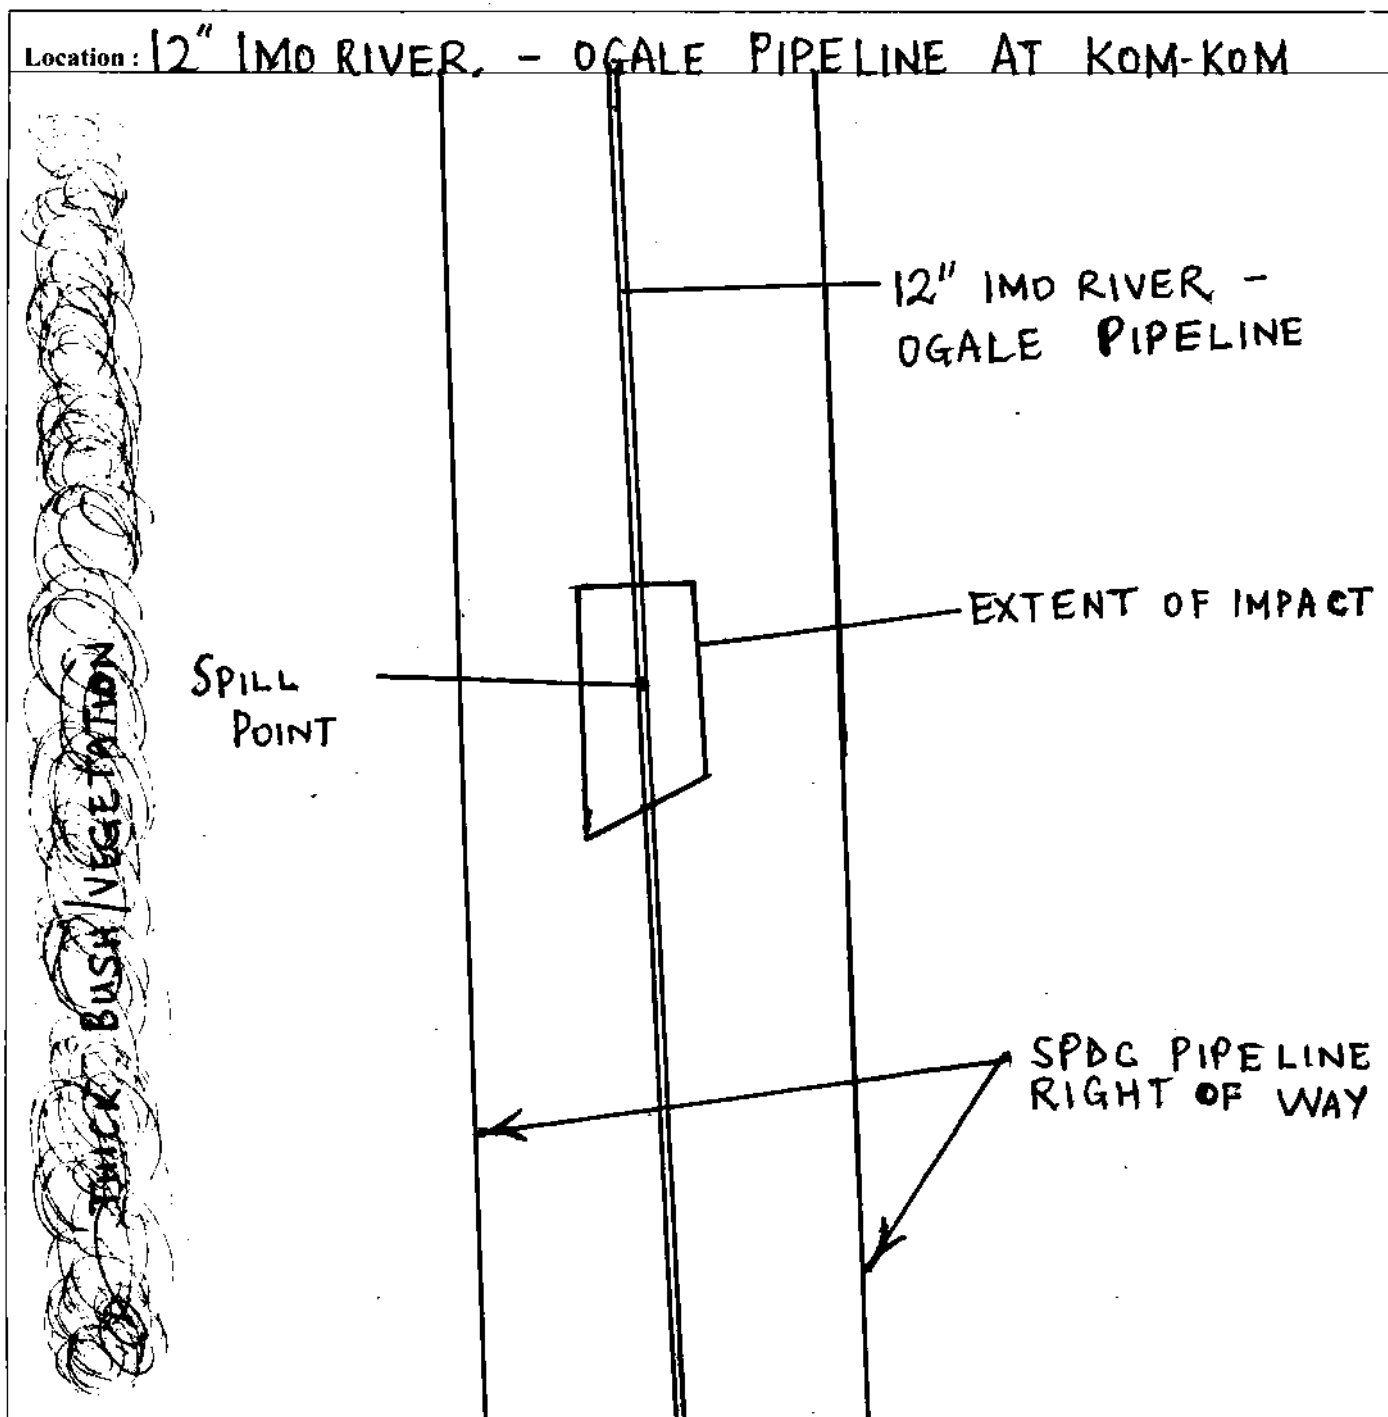 Location : 12" IMO RIVER. - OGALE PIPELINE AT KOM-KOM
12" IMO RIVER -
OGALE PIPELINE
EXTENT OF IMPACT
SPILL
POINT
THICK BUSH/VEGETATION
SPDC PIPELINE
RIGHT OF WAY